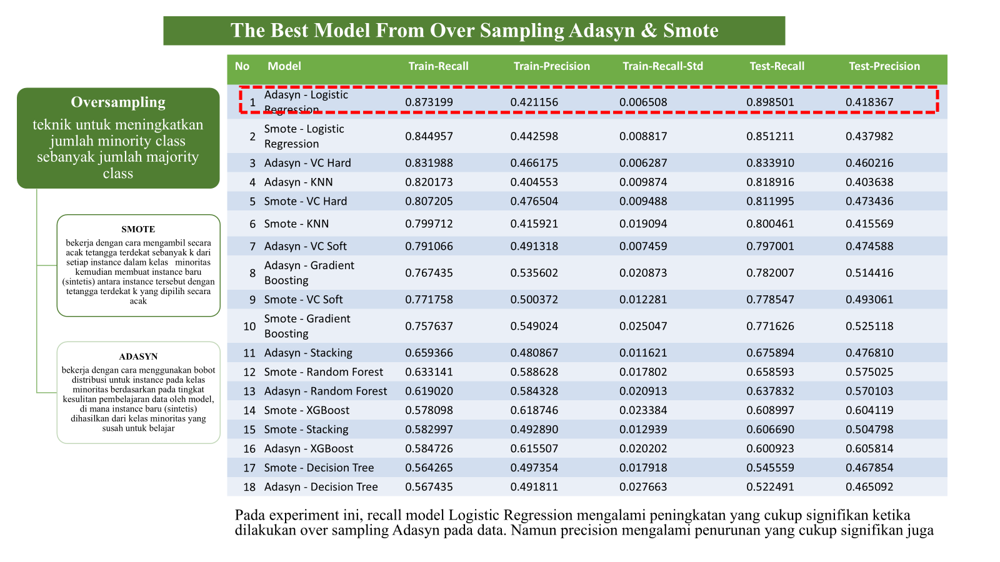 The Best Model From Over Sampling Adasyn & Smote
Oversampling
teknik untuk meningkatkan
jumlah minority class
sebanyak jumlah majority
class
SMOTE
bekerja dengan cara mengambil secara
acak tetangga terdekat sebanyak k dari
setiap instance dalam kelas minoritas
kemudian membuat instance baru
(sintetis) antara instance tersebut dengan
tetangga terdekat k yang dipilih secara
acak
ADASYN
bekerja dengan cara menggunakan bobot
distribusi untuk instance pada kelas
minoritas berdasarkan pada tingkat
kesulitan pembelajaran data oleh model,
di mana instance baru (sintetis)
dihasilkan dari kelas minoritas yang
susah untuk belajar
No Model Train-Recall Train-Precision Train-Recall-Std Test-Recall Test-Precision
1 Adasyn - Logistic
Regression 0.873199 0.421156 0.006508 0.898501 0.418367
2 Smote - Logistic
Regression 0.844957 0.442598 0.008817 0.851211 0.437982
3 Adasyn - VC Hard 0.831988 0.466175 0.006287 0.833910 0.460216
4 Adasyn - KNN 0.820173 0.404553 0.009874 0.818916 0.403638
5 Smote - VC Hard 0.807205 0.476504 0.009488 0.811995 0.473436
6 Smote - KNN 0.799712 0.415921 0.019094 0.800461 0.415569
7 Adasyn - VC Soft 0.791066 0.491318 0.007459 0.797001 0.474588
8 Adasyn - Gradient
Boosting 0.767435 0.535602 0.020873 0.782007 0.514416
9 Smote - VC Soft 0.771758 0.500372 0.012281 0.778547 0.493061
10 Smote - Gradient
Boosting 0.757637 0.549024 0.025047 0.771626 0.525118
11 Adasyn - Stacking 0.659366 0.480867 0.011621 0.675894 0.476810
12 Smote - Random Forest 0.633141 0.588628 0.017802 0.658593 0.575025
13 Adasyn - Random Forest 0.619020 0.584328 0.020913 0.637832 0.570103
14 Smote - XGBoost 0.578098 0.618746 0.023384 0.608997 0.604119
15 Smote - Stacking 0.582997 0.492890 0.012939 0.606690 0.504798
16 Adasyn - XGBoost 0.584726 0.615507 0.020202 0.600923 0.605814
17 Smote - Decision Tree 0.564265 0.497354 0.017918 0.545559 0.467854
18 Adasyn - Decision Tree 0.567435 0.491811 0.027663 0.522491 0.465092
Pada experiment ini, recall model Logistic Regression mengalami peningkatan yang cukup signifikan ketika
dilakukan over sampling Adasyn pada data. Namun precision mengalami penurunan yang cukup signifikan juga